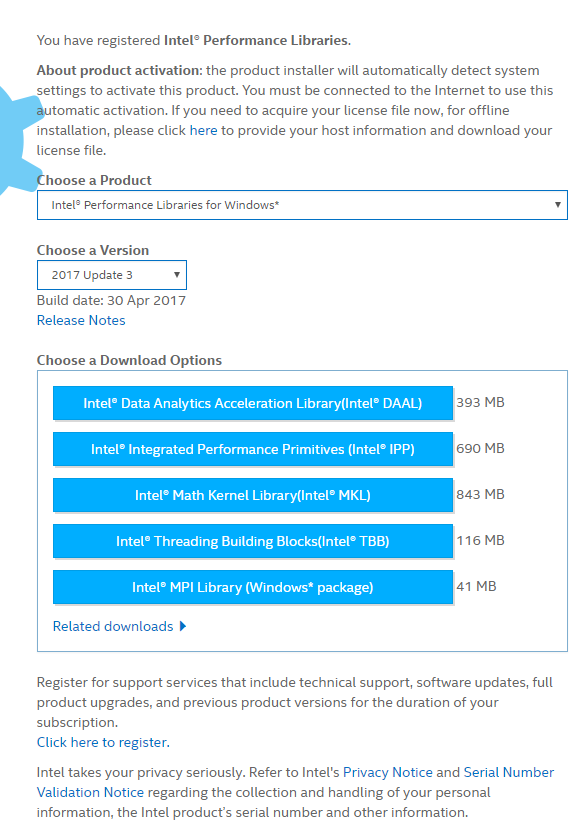 You have registered Intel® Performance Libraries.
About product activation: the product installer will automatically detect system
settings to activate this product. You must be connected to the Internet to use this
automatic activation. If you need to acquire your license file now, for offline
installation, please click here to provide your host information and download your
license file.
Choose a Product
Intel® Performance Libraries for Windows*
Choose a Version
2017 Update 3
Build date: 30 Apr 2017
Release Notes
Choose a Download Options
Intel® Data Analytics Acceleration Library(Intel® DAAL) 393 MB
Intel® Integrated Performance Primitives (Intel® IPP) 690 MB
Intel® Math Kernel Library(Intel® MKL) 843 MB
Intel® Threading Building Blocks(Intel® TBB) 116 MB
Intel® MPI Library (Windows* package) 41 MB
Related downloads
Register for support services that include technical support, software updates, full
product upgrades, and previous product versions for the duration of your
subscription.
Click here to register.
Intel takes your privacy seriously. Refer to Intel's Privacy Notice and Serial Number
Validation Notice regarding the collection and handling of your personal
information, the Intel product's serial number and other information.